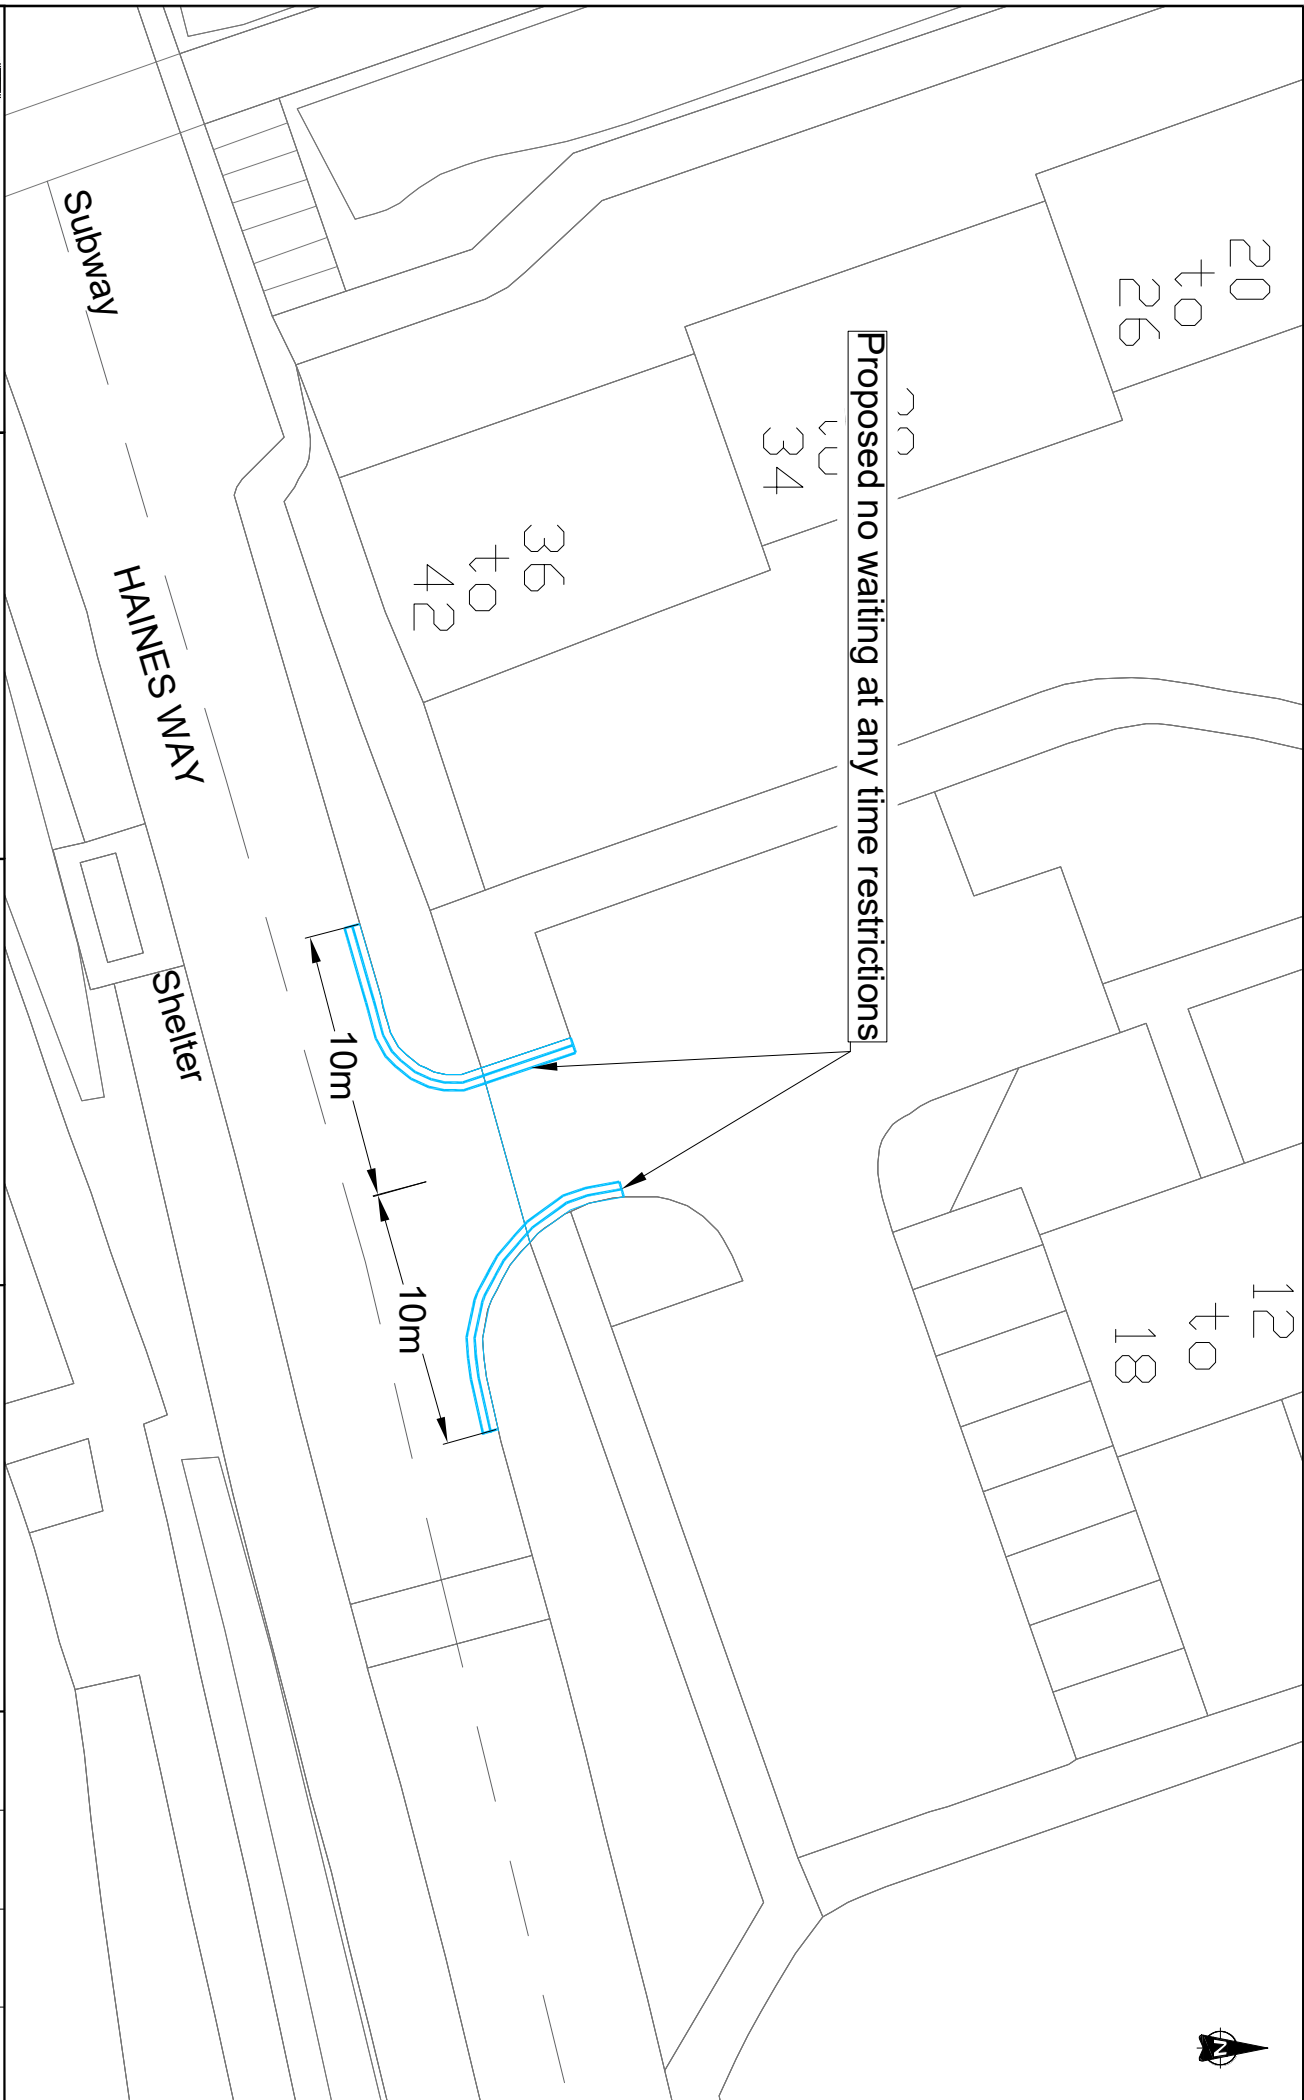 20
to
26
Proposed no waiting at any time restrictions
34
36
to
42
Subway
HAINES WAY
Shelter
10m
10m
12
to
18
N